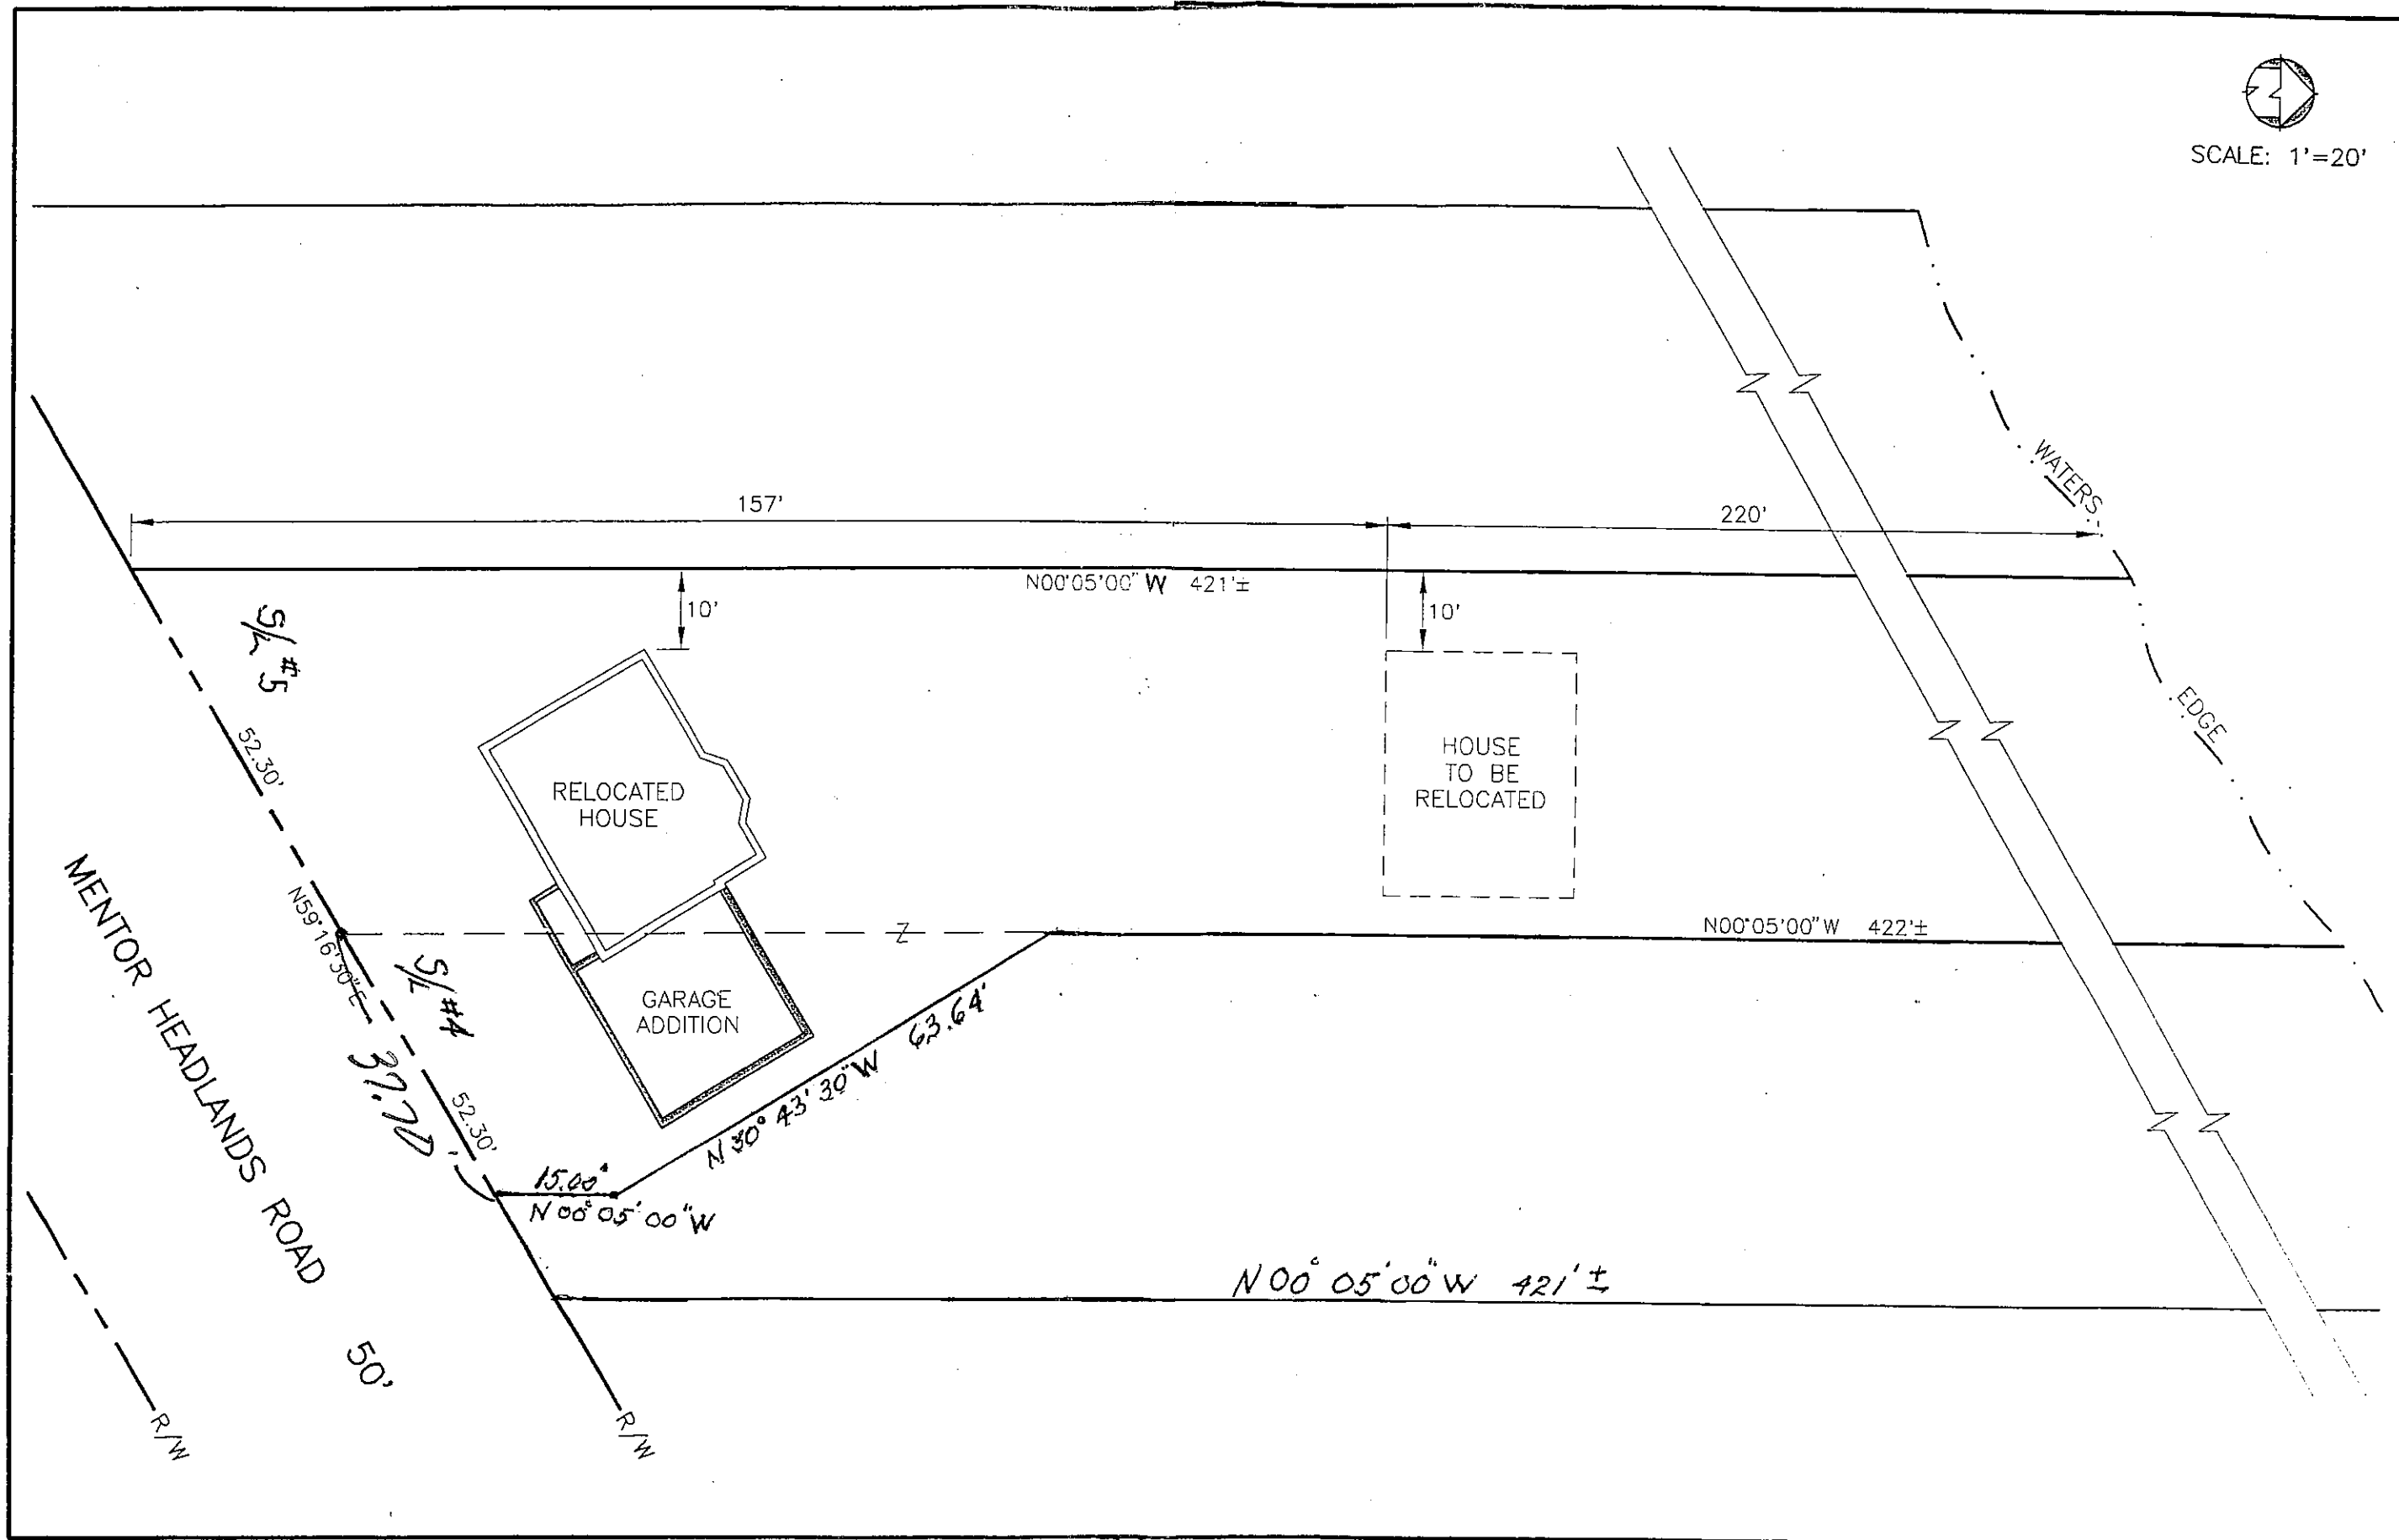 SCALE: 1'=20'
157'
220'
WATERS
EDGE
N00°05'00" W 421'±
10'
10'
S/L #5
52.30'
RELOCATED
HOUSE
HOUSE
TO BE
RELOCATED
N59°16'30"E
S/L #4
37.70'
52.30'
GARAGE
ADDITION
Z
N00°05'00"W 422'±
N 30° 43' 30" W 63.64'
15.00'
N 00° 05' 00" W
N 00° 05' 00" W 421' ±
MENTOR HEADLANDS ROAD 50'
R/W
R/W